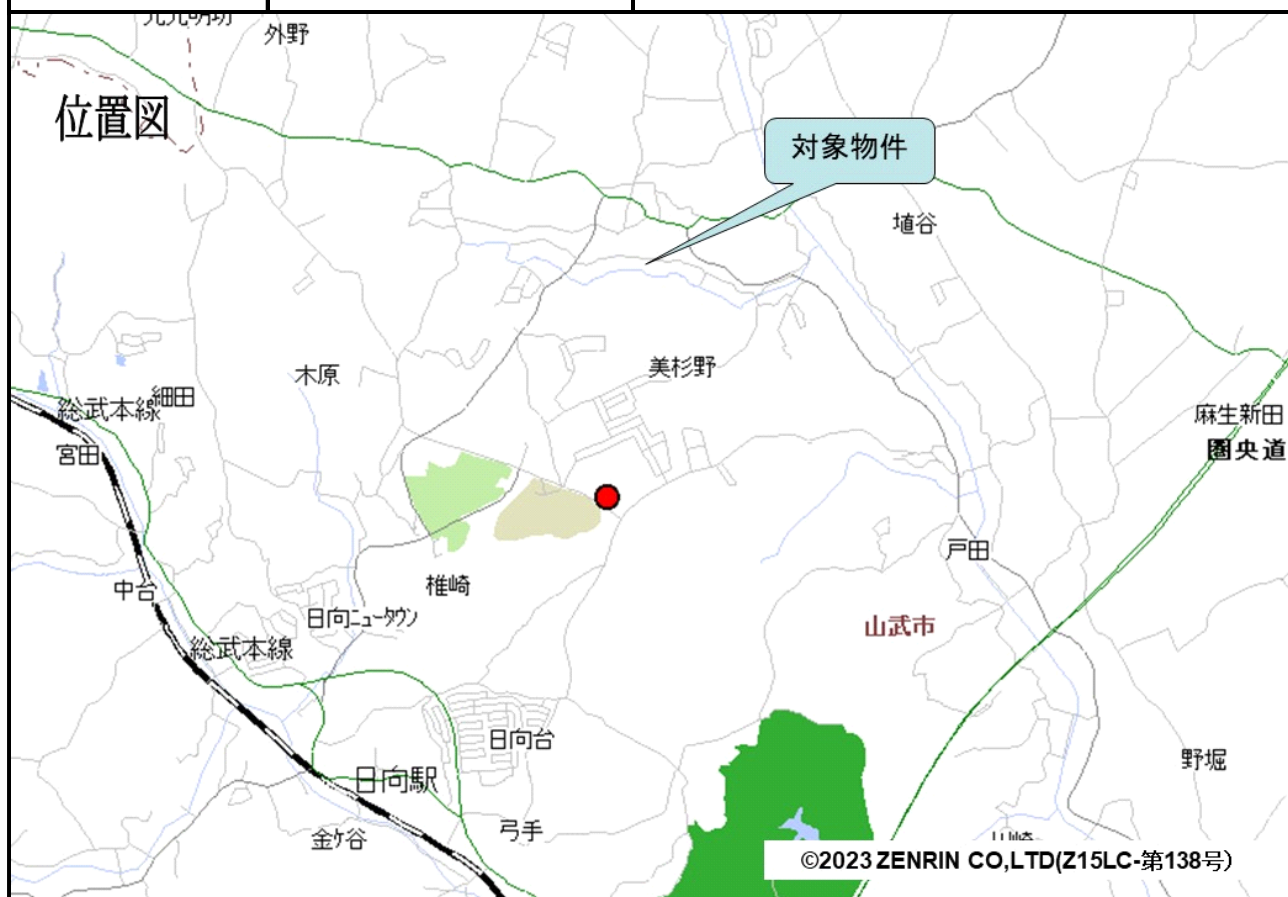 外野
位置図
対象物件
埴谷
美杉野
木原
総武本線
細田
宮田
麻生新田
圏央道
戸田
中台
椎崎
日向ニュータウン
山武市
総武本線
日向台
日向駅
野堀
弓手
金ケ谷
©2023 ZENRIN CO,LTD(Z15LC-第138号)